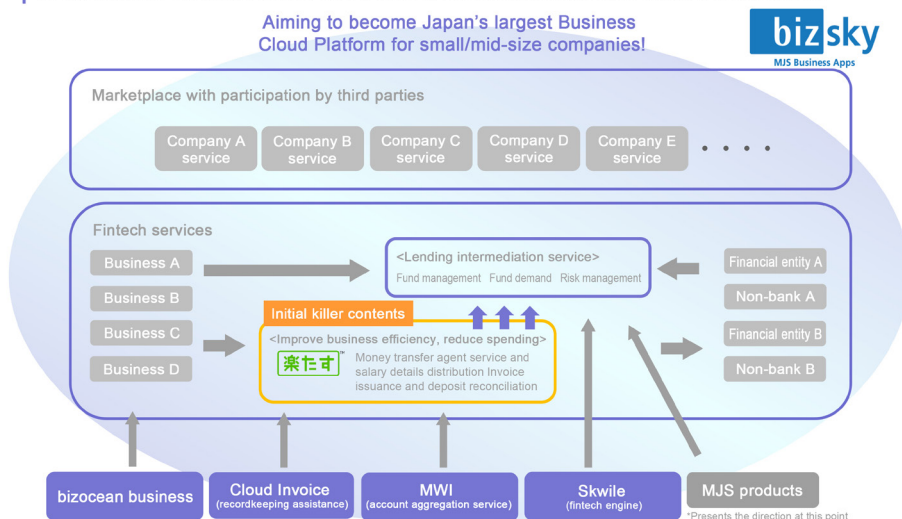 Aiming to become Japan's largest Business
Cloud Platform for small/mid-size companies!
bizsky
MJS Business Apps
Marketplace with participation by third parties
Company A
service
Company B
service
Company C
service
Company D
service
Company E
service
Fintech services
Business A
Business B
Business C
Business D
<Lending intermediation service>
Fund management Fund demand Risk management
Financial entity A
Non-bank A
Financial entity B
Non-bank B
Initial killer contents
<Improve business efficiency, reduce spending>
楽たす™
Money transfer agent service and
salary details distribution Invoice
issuance and deposit reconciliation
bizocean business
Cloud Invoice
(recordkeeping assistance)
MWI
(account aggregation service)
Skwile
(fintech engine)
MJS products
*Presents the direction at this point